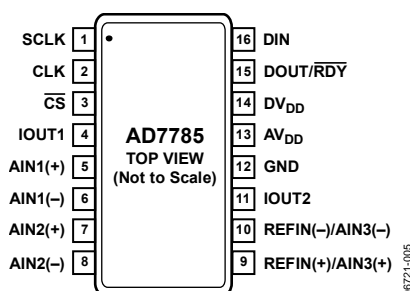 SCLK 1
CLK 2
C̅S̅ 3
IOUT1 4
AIN1(+) 5
AIN1(–) 6
AIN2(+) 7
AIN2(–) 8
AD7785
TOP VIEW
(Not to Scale)
16 DIN
15 DOUT/R̅D̅Y̅
14 DVDD
13 AVDD
12 GND
11 IOUT2
10 REFIN(–)/AIN3(–)
9 REFIN(+)/AIN3(+)
06721-005